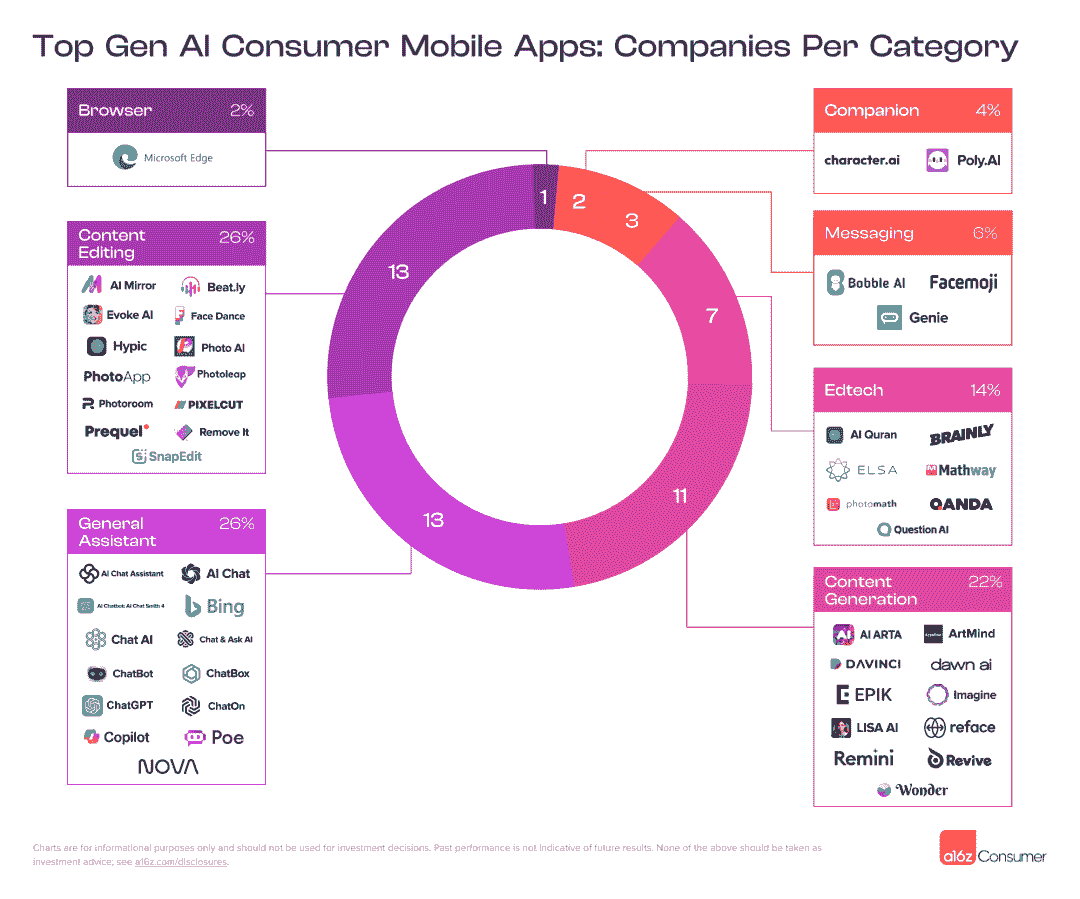 Top Gen AI Consumer Mobile Apps: Companies Per Category
Browser 2%
Microsoft Edge
Content Editing 26%
AI Mirror
Beat.ly
Evoke AI
Face Dance
Hypic
Photo AI
PhotoApp
Photoleap
Photoroom
PIXELCUT
Prequel
Remove It
SnapEdit
General Assistant 26%
AI Chat Assistant
AI Chat
AI Chatbot: AI Chat Smith 4
Bing
Chat AI
Chat & Ask AI
ChatBot
ChatBox
ChatGPT
ChatOn
Copilot
Poe
NOVA
1
2
3
7
11
13
13
Companion 4%
character.ai
Poly.AI
Messaging 6%
Bobble AI
Facemoji
Genie
Edtech 14%
AI Quran
BRAINLY
ELSA
Mathway
photomath
QANDA
Question AI
Content Generation 22%
AI
AI ARTA
ArtMind
DAVINCI
dawn ai
EPIK
Imagine
LISA AI
reface
Remini
Revive
Wonder
Charts are for informational purposes only and should not be used for investment decisions. Past performance is not indicative of future results. None of the above should be taken as
investment advice; see a16z.com/disclosures.
a16z Consumer